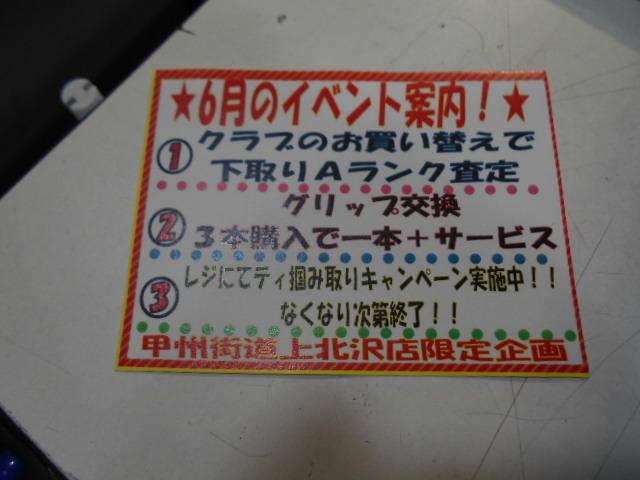 ★6月のイベント案内！★
① クラブのお買い替えで
下取りAランク査定
② グリップ交換
3本購入で一本+サービス
③ レジにてティ掴み取りキャンペーン実施中！！
なくなり次第終了！！
甲州街道上北沢店限定企画